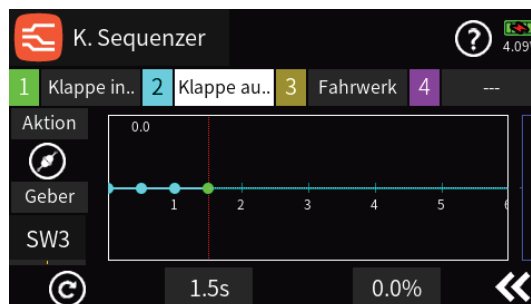 K. Sequenzer
?
4.09
1 Klappe in.. 2 Klappe au.. 3 Fahrwerk 4 ---
Aktion
0.0
Geber
1 2 3 4 5
SW3
1.5s 0.0%